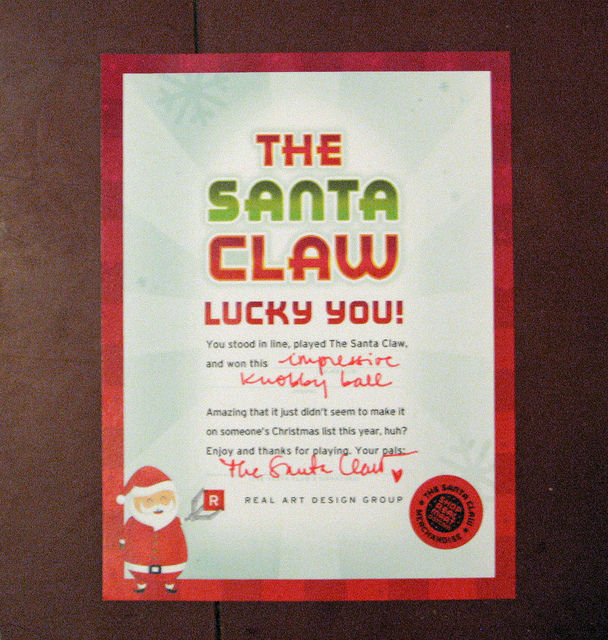 THE
SANTA
CLAW
LUCKY YOU!
You stood in line, played The Santa Claw,
and won this impressive
knobby ball
Amazing that it just didn't seem to make it
on someone's Christmas list this year, huh?
Enjoy and thanks for playing. Your pals:
The Santa Claw
R
REAL ART DESIGN GROUP
THE SANTA CLAW
MERCHANDISE